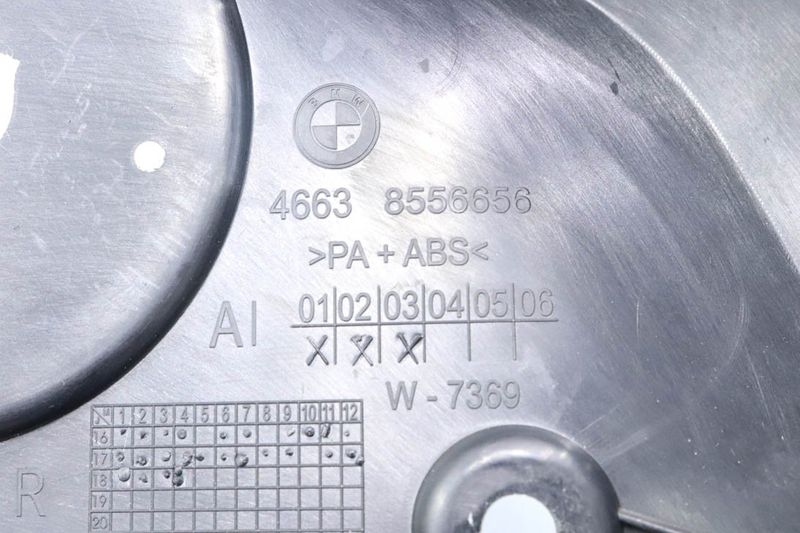 BMW
4663 8556656
>PA + ABS<
AI 01 02 03 04 05 06
X X X
W - 7369
M 1 2 3 4 5 6 7 8 9 10 11 12
16
17
18
19
20
R